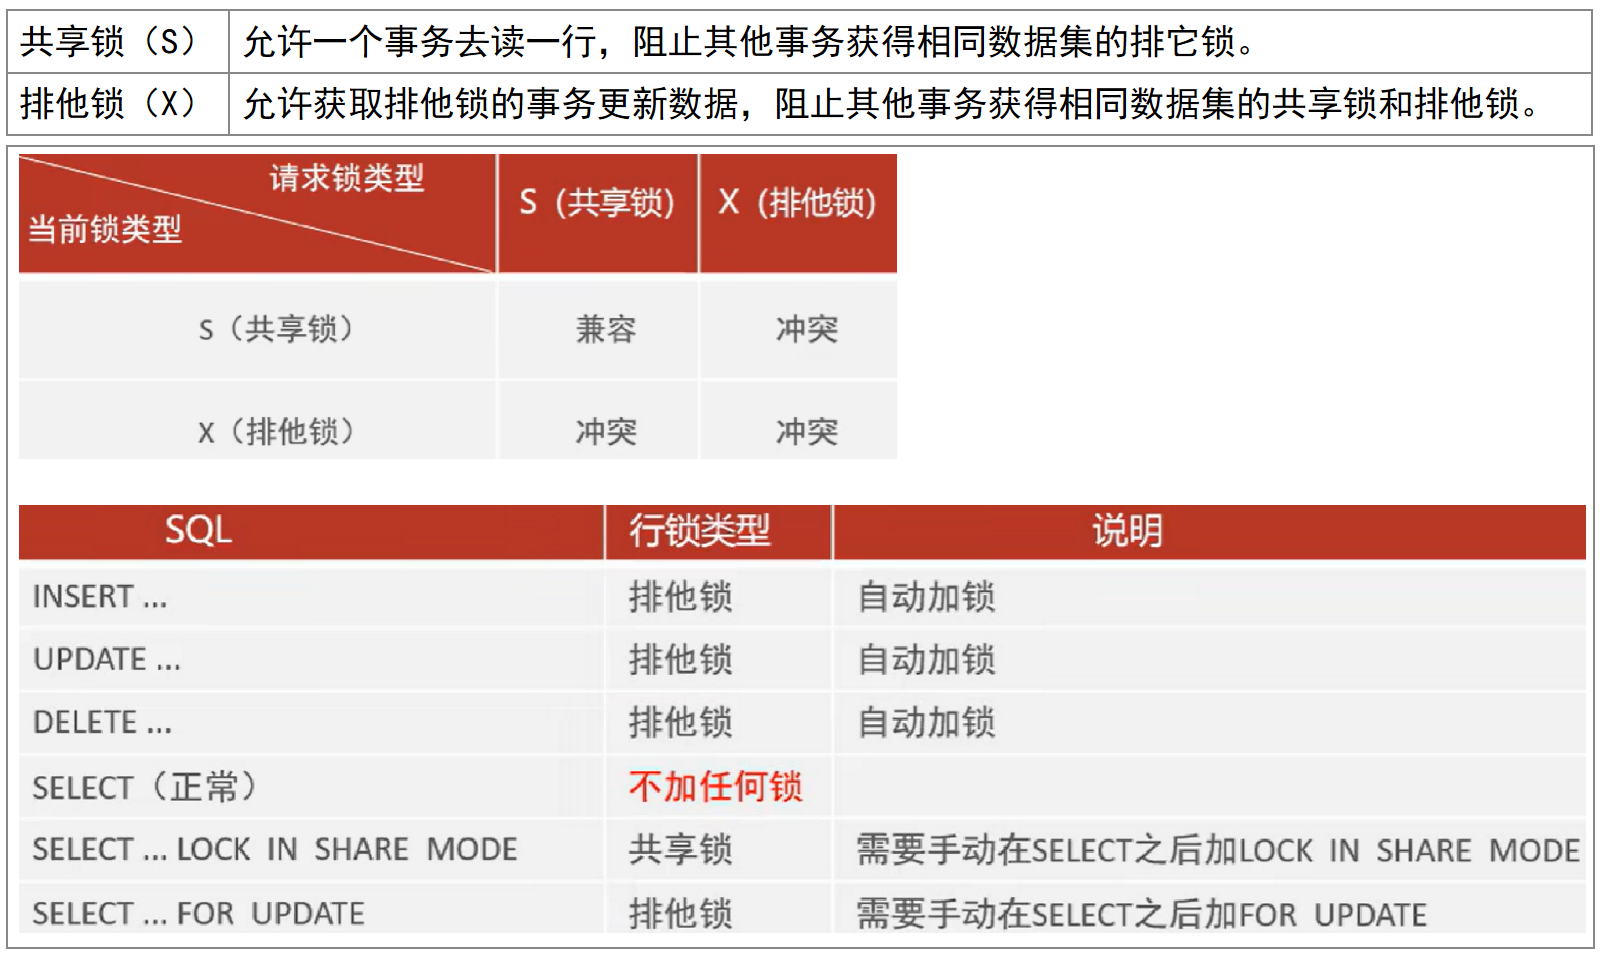 共享锁（S） 允许一个事务去读一行，阻止其他事务获得相同数据集的排它锁。
排他锁（X） 允许获取排他锁的事务更新数据，阻止其他事务获得相同数据集的共享锁和排他锁。
请求锁类型
当前锁类型
S（共享锁） X（排他锁）
S（共享锁） 兼容 冲突
X（排他锁） 冲突 冲突
SQL 行锁类型 说明
INSERT ... 排他锁 自动加锁
UPDATE ... 排他锁 自动加锁
DELETE ... 排他锁 自动加锁
SELECT（正常） 不加任何锁
SELECT ... LOCK IN SHARE MODE 共享锁 需要手动在SELECT之后加LOCK IN SHARE MODE
SELECT ... FOR UPDATE 排他锁 需要手动在SELECT之后加FOR UPDATE